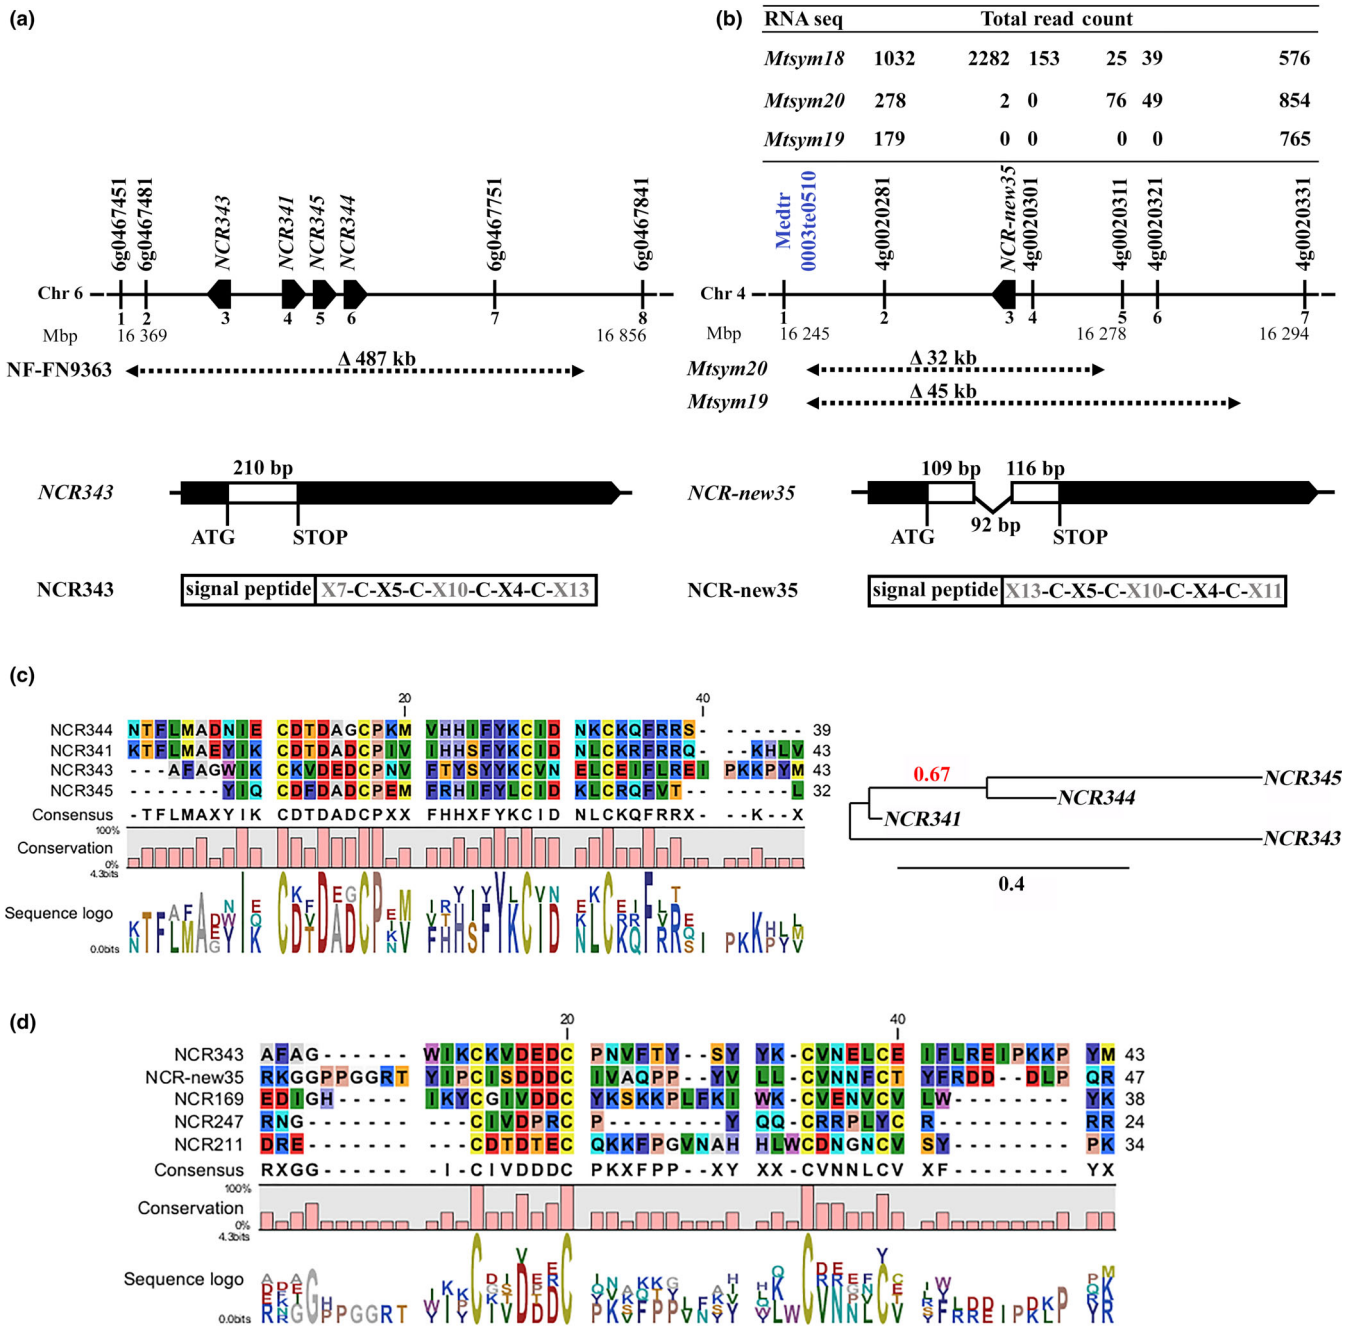 (a)
6g0467451
6g0467481
NCR343
NCR341
NCR345
NCR344
6g0467751
6g0467841
Chr 6
1 2 3 4 5 6 7 8
Mbp 16 369 16 856
NF-FN9363 Δ 487 kb
210 bp
NCR343
ATG STOP
NCR343 signal peptide X7-C-X5-C-X10-C-X4-C-X13
(b)
RNA seq Total read count
Mtsym18 1032 2282 153 25 39 576
Mtsym20 278 2 0 76 49 854
Mtsym19 179 0 0 0 0 765
Medtr
0003te0510
4g0020281
NCR-new35
4g0020301
4g0020311
4g0020321
4g0020331
Chr 4
1 2 3 4 5 6 7
Mbp 16 245 16 278 16 294
Mtsym20 Δ 32 kb
Mtsym19 Δ 45 kb
109 bp 116 bp
NCR-new35
92 bp
ATG STOP
NCR-new35 signal peptide X13-C-X5-C-X10-C-X4-C-X11
(c)
20 40
NCR344 NTFLMADNIE CDTDAGCPKM VHHIFYKCID NKCKQFRRS- ------ 39
NCR341 KTFLMAEYIK CDTDADCPIV IHHSFYKCID NLCKRFRRQ- --KHLV 43
NCR343 ---AFAGWIK CKVDEDCPNV FTYSYYKCVN ELCEIFLREI PKKPYM 43
NCR345 -------YIQ CDFDADCPEM FRHIFYLCID KLCRQFVT-- -----L 32
Consensus -TFLMAXYIK CDTDADCPXX FHHXFYKCID NLCKQFRRX- --K--X
100%
Conservation
0%
4.3bits
Sequence logo
0.0bits
0.67
NCR345
NCR344
NCR341
NCR343
0.4
(d)
20 40
NCR343 AFAG------ WIKCKVDEDC PNVFTY--SY YK-CVNELCE IFLREIPKKP YM 43
NCR-new35 RKGGPPGGRT YIPCISDDDC IVAQPP--YV LL-CVNNFCT YFRDD--DLP QR 47
NCR169 EDIGH----- IKYCGIVDDC YKSKKPLFKI WK-CVENVCV LW-------- YK 38
NCR247 RNG------- ---CIVDPRC P--------Y QQ-CRRPLYC R--------- RR 24
NCR211 DRE------- ---CDTDTEC QKKFPGVNAH HLWCDNGNCV SY-------- PK 34
Consensus RXGG------ -I-CIVDDDC PKXFPP--XY XX-CVNNLCV XF-------- YX
100%
Conservation
0%
4.3bits
Sequence logo
0.0bits